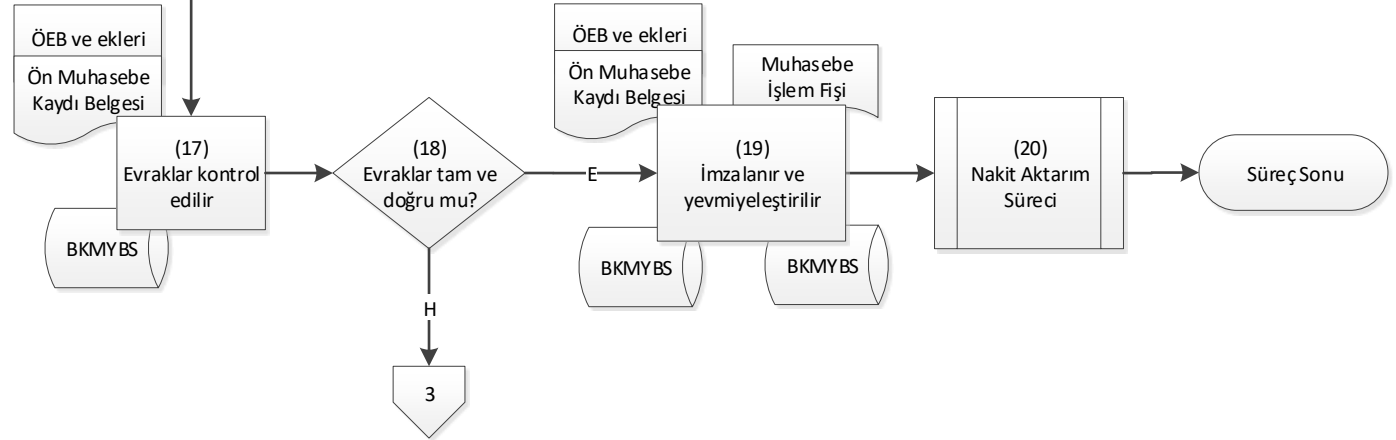 ÖEB ve ekleri
Ön Muhasebe
Kaydı Belgesi
(17)
Evraklar kontrol
edilir
BKMYBS
(18)
Evraklar tam ve
doğru mu?
E
H
3
ÖEB ve ekleri
Ön Muhasebe
Kaydı Belgesi
Muhasebe
İşlem Fişi
(19)
İmzalanır ve
yevmiyeleştirilir
BKMYBS
BKMYBS
(20)
Nakit Aktarım
Süreci
Süreç Sonu